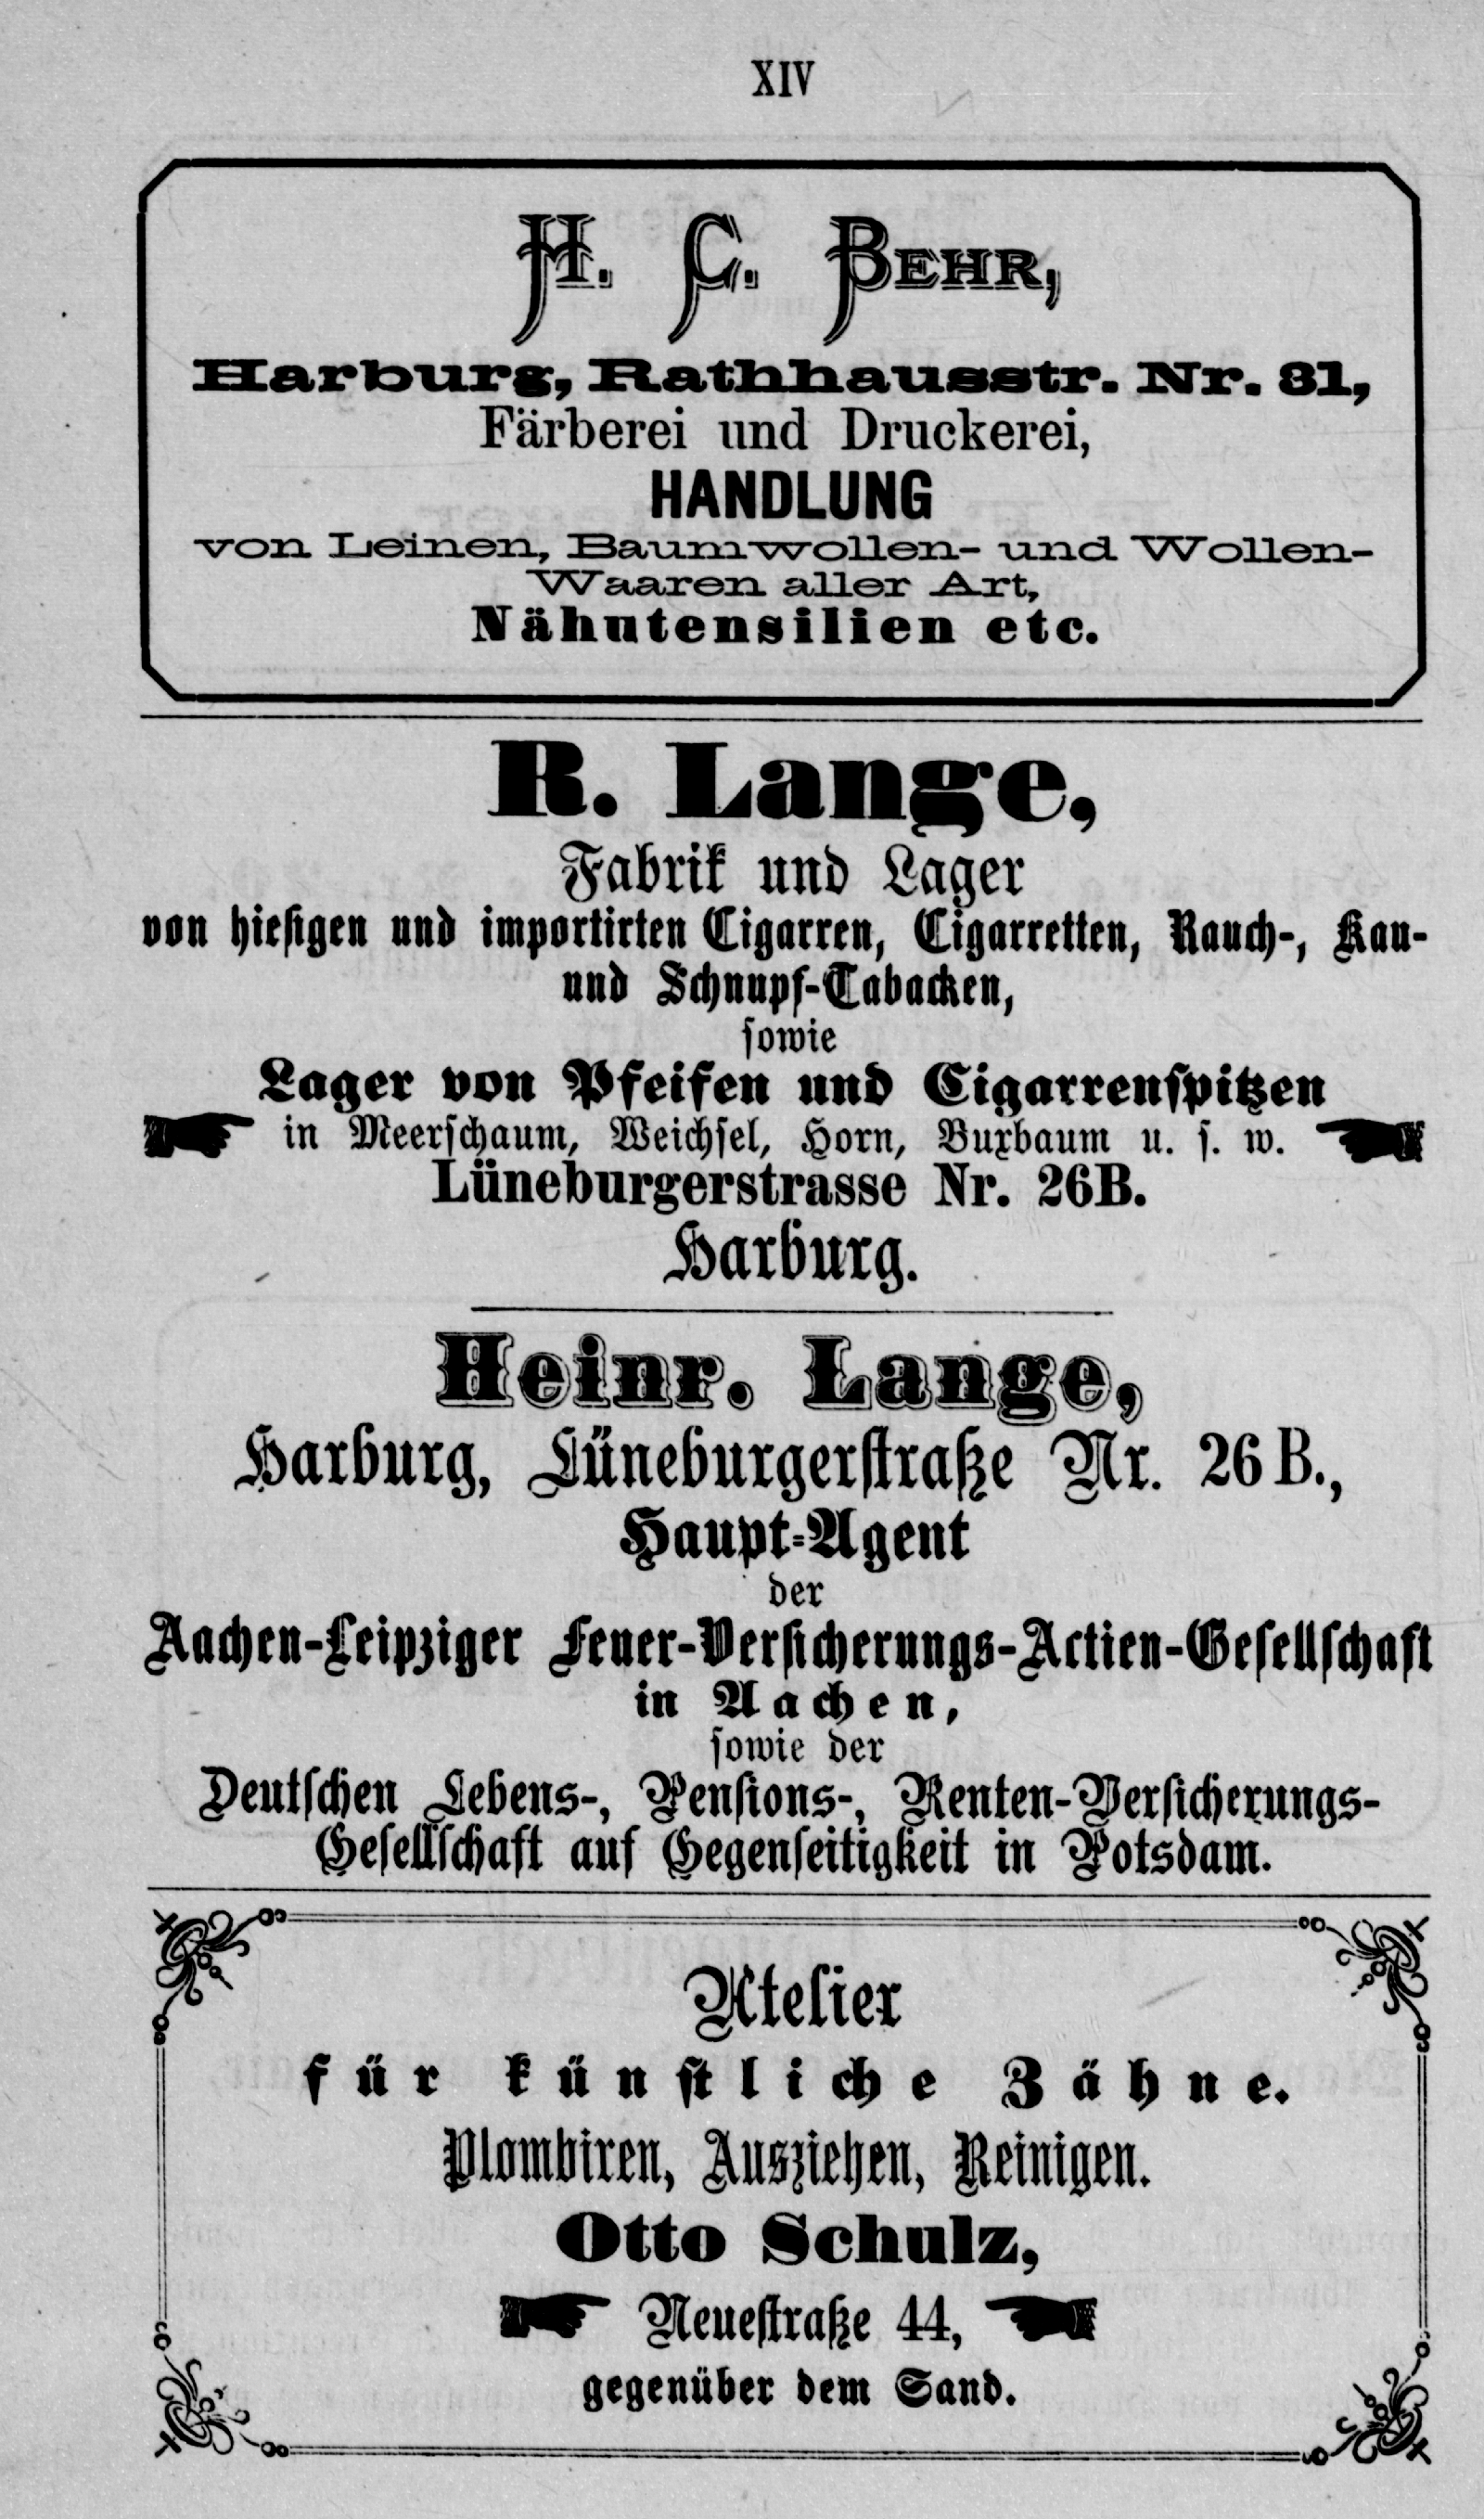 XIV
H. C. BEHR,
Harburg, Rathhausstr. Nr. 31,
Färberei und Druckerei,
HANDLUNG
von Leinen, Baumwollen- und Wollen-
Waaren aller Art,
Nähutensilien etc.
R. Lange,
Fabrik und Lager
von hiesigen und importirten Cigarren, Cigarretten, Rauch-, Kau-
und Schnupf-Tabacken,
sowie
Lager von Pfeifen und Cigarrenspitzen
in Meerschaum, Weichsel, Horn, Buxbaum u. s. w.
Lüneburgerstrasse Nr. 26B.
Harburg.
Heinr. Lange,
Harburg, Lüneburgerstraße Nr. 26 B.,
Haupt-Agent
der
Aachen-Leipziger Feuer-Versicherungs-Actien-Gesellschaft
in Aachen,
sowie der
Deutschen Lebens-, Pensions-, Renten-Versicherungs-
Gesellschaft auf Gegenseitigkeit in Potsdam.
Atelier
für künstliche Zähne.
Plombiren, Ausziehen, Reinigen.
Otto Schulz,
Neuestraße 44,
gegenüber dem Sand.